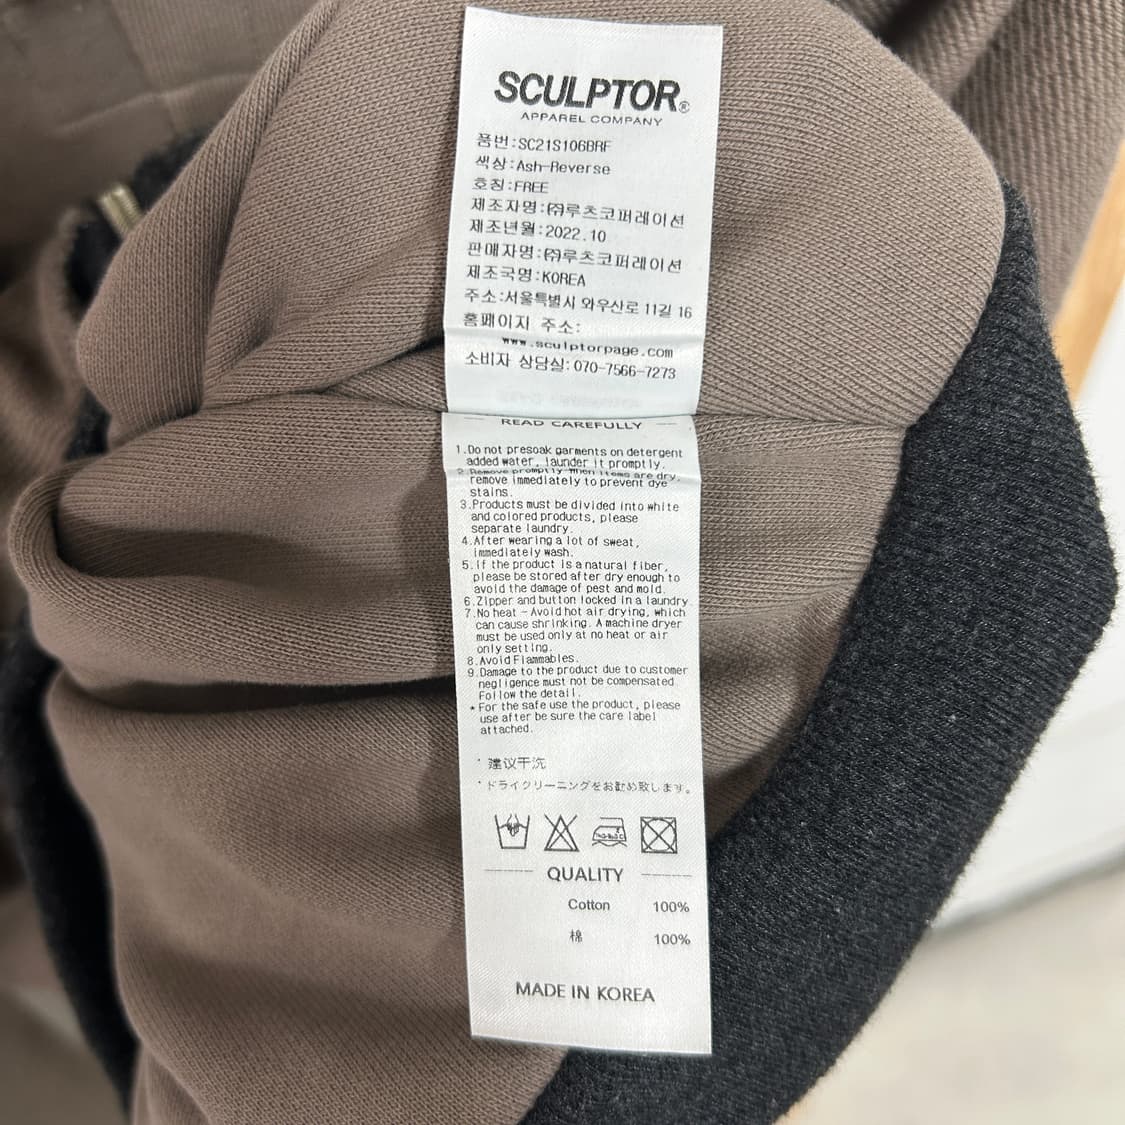 SCULPTOR®
APPAREL COMPANY
품번:SC21S106BRF
색상:Ash-Reverse
호칭:FREE
제조자명:㈜루츠코퍼레이션
제조년월:2022.10
판매자명:㈜루츠코퍼레이션
제조국명:KOREA
주소:서울특별시 와우산로 11길 16
홈페이지 주소:
www.sculptorpage.com
소비자 상담실:070-7566-7273
READ CAREFULLY
1.Do not presoak garments on detergent
added water, launder it promptly.
2.Remove promptly when items are dry.
remove immediately to prevent dye
stains.
3.Products must be divided into white
and colored products, please
separate laundry.
4.After wearing a lot of sweat,
immediately wash.
5.If the product is a natural fiber,
please be stored after dry enough to
avoid the damage of pest and mold.
6.Zipper and button locked in a laundry
7.No heat - Avoid hot air drying, which
can cause shrinking. A machine dryer
must be used only at no heat or air
only setting.
8.Avoid Flammables.
9.Damage to the product due to customer
negligence must not be compensated.
Follow the detail.
*For the safe use the product, please
use after be sure the care label
attached.
·建议干洗
·ドライクリーニングをお勧め致します。
QUALITY
Cotton 100%
棉 100%
MADE IN KOREA